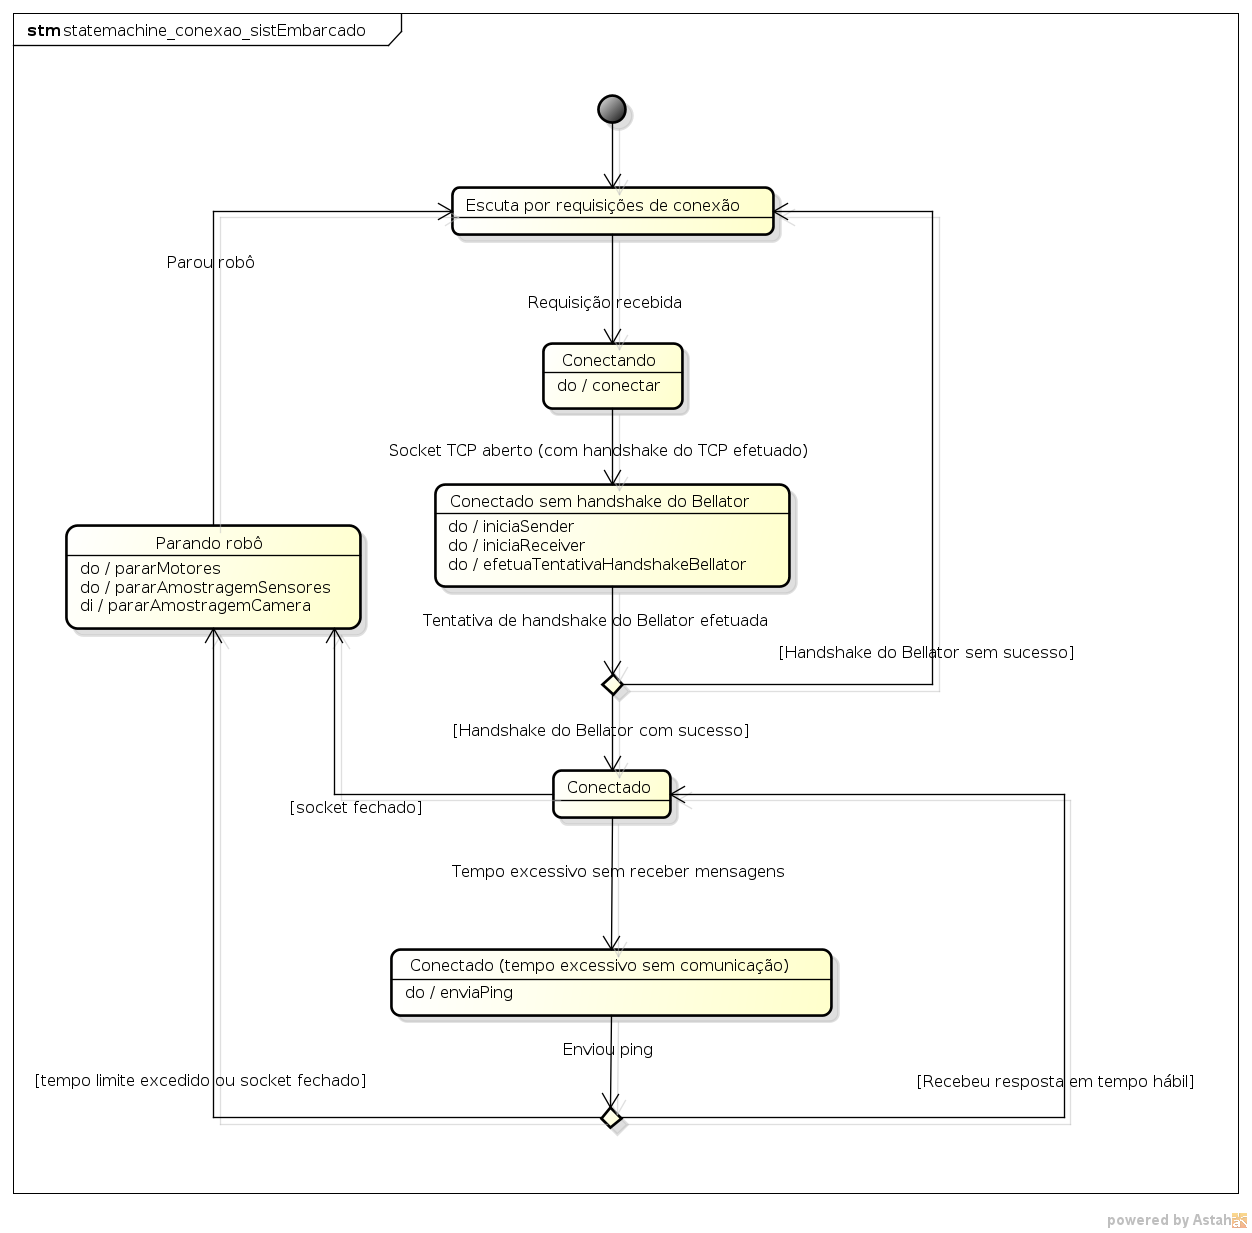 stm statemachine_conexao_sistEmbarcado
Escuta por requisições de conexão
Parou robô
Requisição recebida
Conectando
do / conectar
Socket TCP aberto (com handshake do TCP efetuado)
Conectado sem handshake do Bellator
do / iniciaSender
do / iniciaReceiver
do / efetuaTentativaHandshakeBellator
Parando robô
do / pararMotores
do / pararAmostragemSensores
di / pararAmostragemCamera
Tentativa de handshake do Bellator efetuada
[Handshake do Bellator sem sucesso]
[Handshake do Bellator com sucesso]
Conectado
[socket fechado]
Tempo excessivo sem receber mensagens
Conectado (tempo excessivo sem comunicação)
do / enviaPing
Enviou ping
[tempo limite excedido ou socket fechado]
[Recebeu resposta em tempo hábil]
powered by Astah